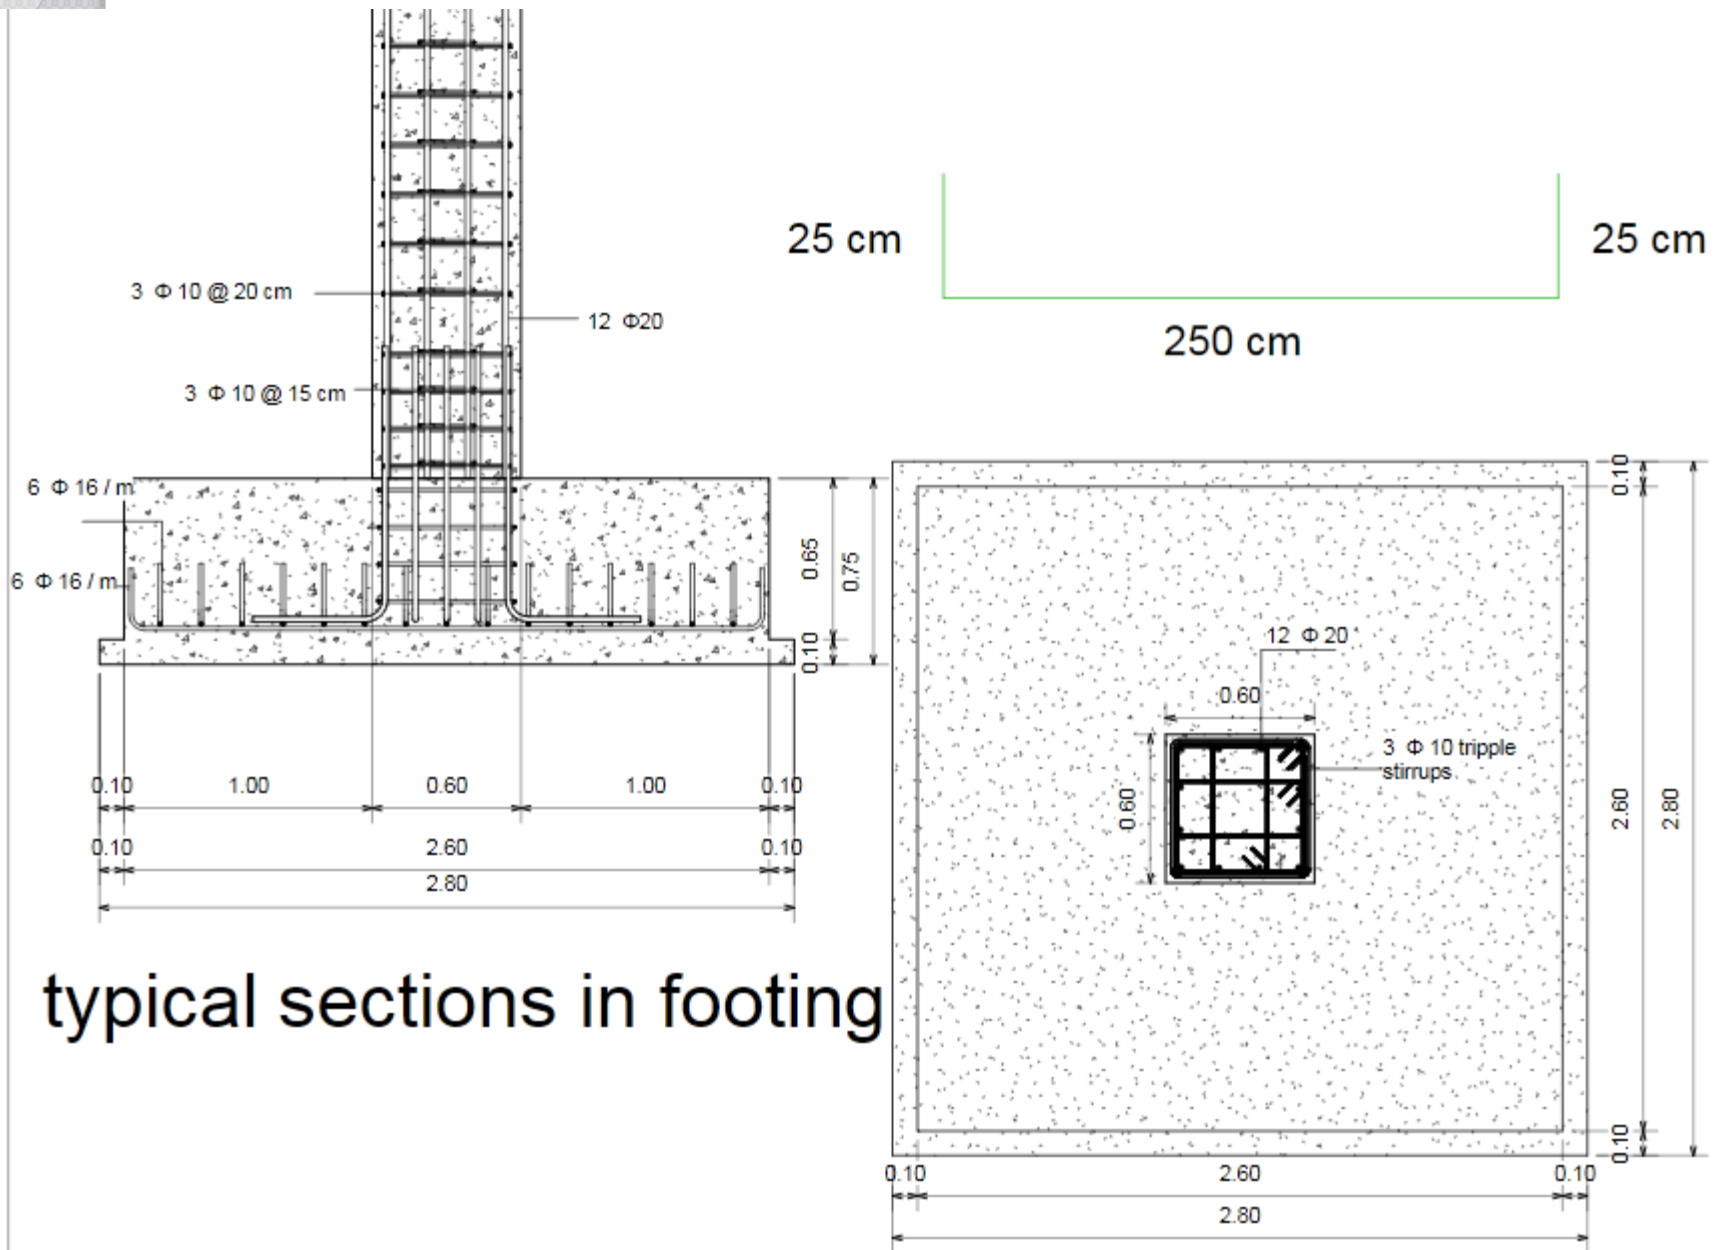 3 Φ 10 @ 20 cm
12 Φ20
3 Φ 10 @ 15 cm
6 Φ 16 / m
6 Φ 16 / m
0.65
0.75
0.10
0.10
1.00
0.60
1.00
0.10
0.10
2.60
0.10
2.80
typical sections in footing
25 cm
25 cm
250 cm
0.10
12 Φ 20
0.60
3 Φ 10 tripple
stirrups
0.60
2.60
2.80
0.10
0.10
2.60
0.10
2.80